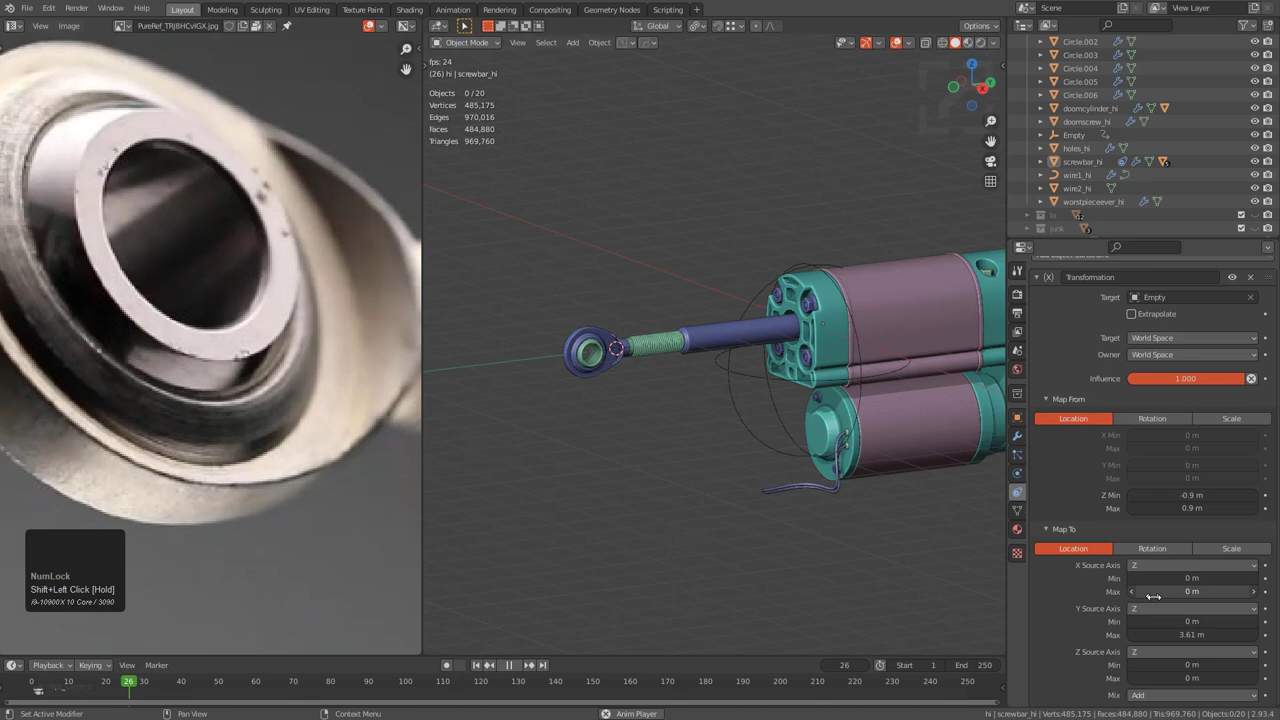 File Edit Render Window Help Layout Modeling Sculpting UV Editing Texture Paint Shading Animation Rendering Compositing Geometry Nodes Scripting Scene View Layer
View Image PureRef_TRJ8HCvIGX.jpg Global Options
Object Mode View Select Add Object
fps: 24
(26) hi | screwbar_hi
Objects 0 / 20
Vertices 485,175
Edges 970,016
Faces 484,880
Triangles 969,760
Circle.002
Circle.003
Circle.004
Circle.005
Circle.006
doomcylinder_hi
doomscrew_hi
Empty
holes_hi
screwbar_hi
wire1_hi
wire2_hi
worstpieceever_hi
lo
junk
Transformation
Target Empty
Extrapolate
Target World Space
Owner World Space
Influence 1.000
Map From
Location Rotation Scale
X Min 0 m
Max 0 m
Y Min 0 m
Max 0 m
Z Min -0.9 m
Max 0.9 m
Map To
Location Rotation Scale
X Source Axis Z
Min 0 m
Max 0 m
Y Source Axis Z
Min 0 m
Max 3.61 m
Z Source Axis Z
Min 0 m
Max 0 m
Mix Add
NumLock
Shift+Left Click [Hold]
i9-10900X 10 Core / 3090
Playback Keying View Marker 26 Start 1 End 250
0 10 20 26 30 40 50 60 70 80 90 100 110 120 130 140 150 160 170 180 190 200 210 220 230 240 250
Set Active Modifier Pan View Context Menu Anim Player hi | screwbar_hi | Verts:485,175 | Faces:484,880 | Tris:969,760 | Objects:0/20 | 2.93.4